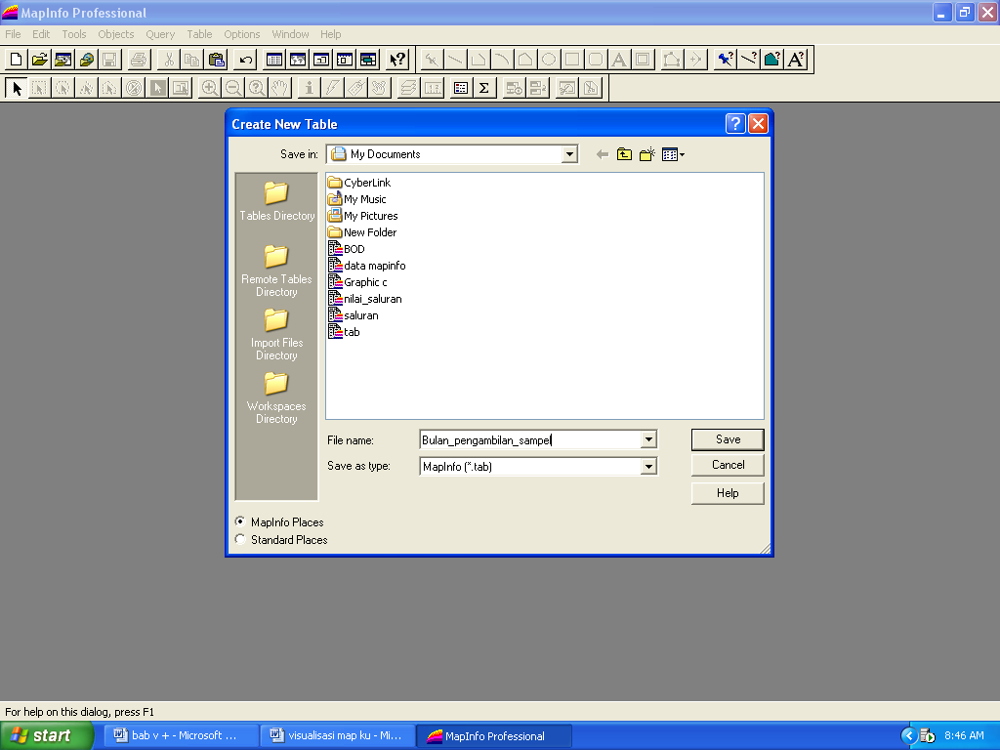 MapInfo Professional
File Edit Tools Objects Query Table Options Window Help
Create New Table
Save in: My Documents
Tables Directory
Remote Tables
Directory
Import Files
Directory
Workspaces
Directory
CyberLink
My Music
My Pictures
New Folder
BOD
data mapinfo
Graphic c
nilai_saluran
saluran
tab
File name: Bulan_pengambilan_sampel Save
Save as type: MapInfo (*.tab) Cancel
Help
MapInfo Places
Standard Places
For help on this dialog, press F1
start bab v + - Microsoft ... visualisasi map ku - Mi... MapInfo Professional 8:46 AM